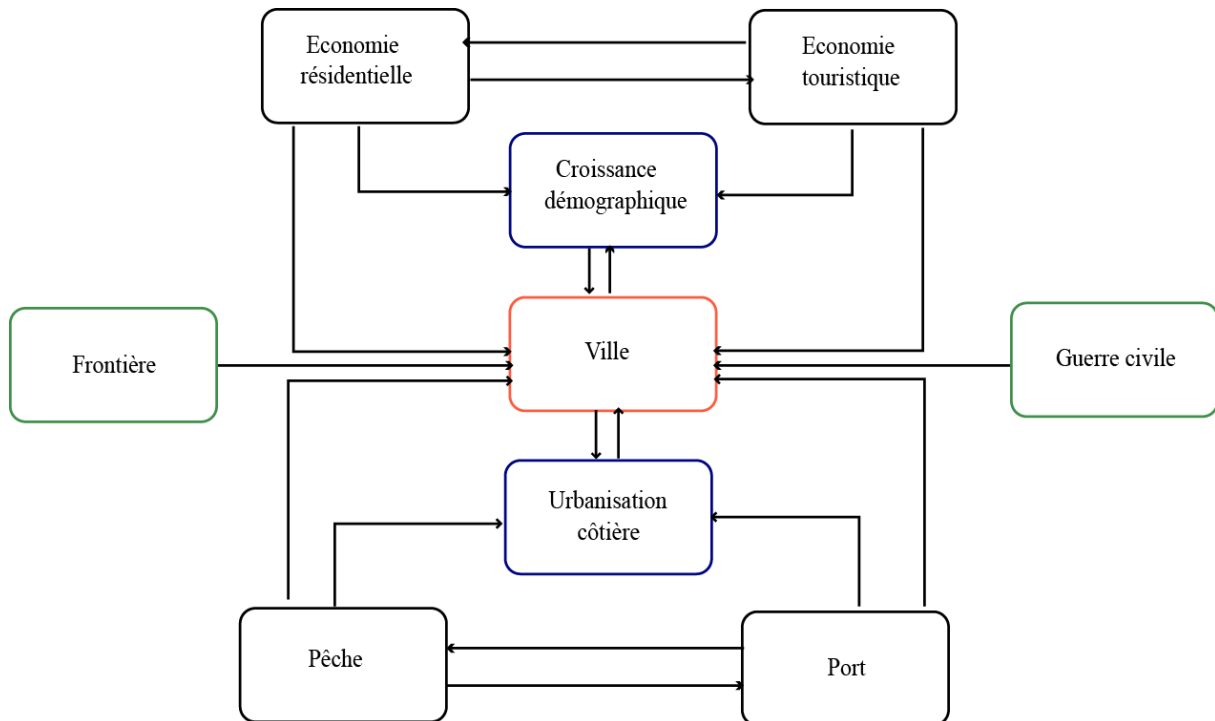 Economie
résidentielle
Economie
touristique
Croissance
démographique
Frontière
Ville
Guerre civile
Urbanisation
côtière
Pêche
Port